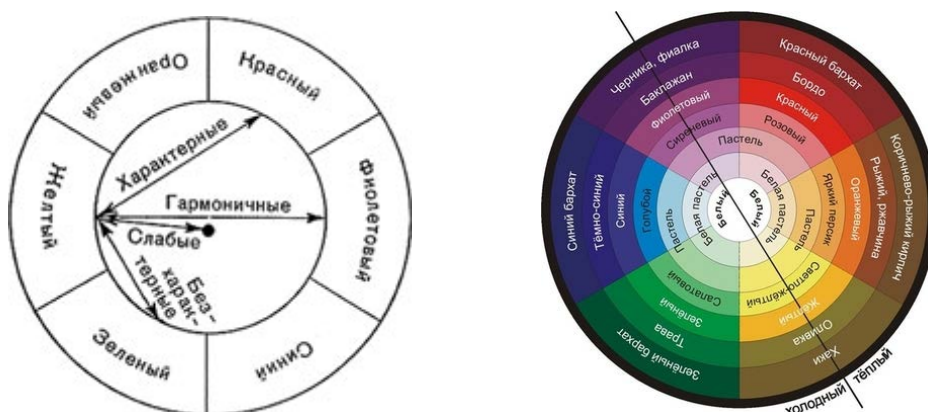 Оранжевый
Красный
Жёлтый
Фиолетовый
Зеленый
Синий
Характерные
Гармоничные
Слабые
Без-
харак-
терные
Черника, фиалка
Баклажан
Фиолетовый
Сиреневый
Пастель
Красный бархат
Бордо
Красный
Розовый
Белая пастель
Белый
Коричнево-рыжий кирпич
Рыжий, ржавчина
Оранжевый
Яркий персик
Пастель
Синий бархат
Тёмно-синий
Синий
Голубой
Пастель
Белая пастель
Белый
Салатовый
Зелёный
Трава
Зелёный бархат
Светло-жёлтый
Жёлтый
Оливка
Хаки
холодный
тёплый